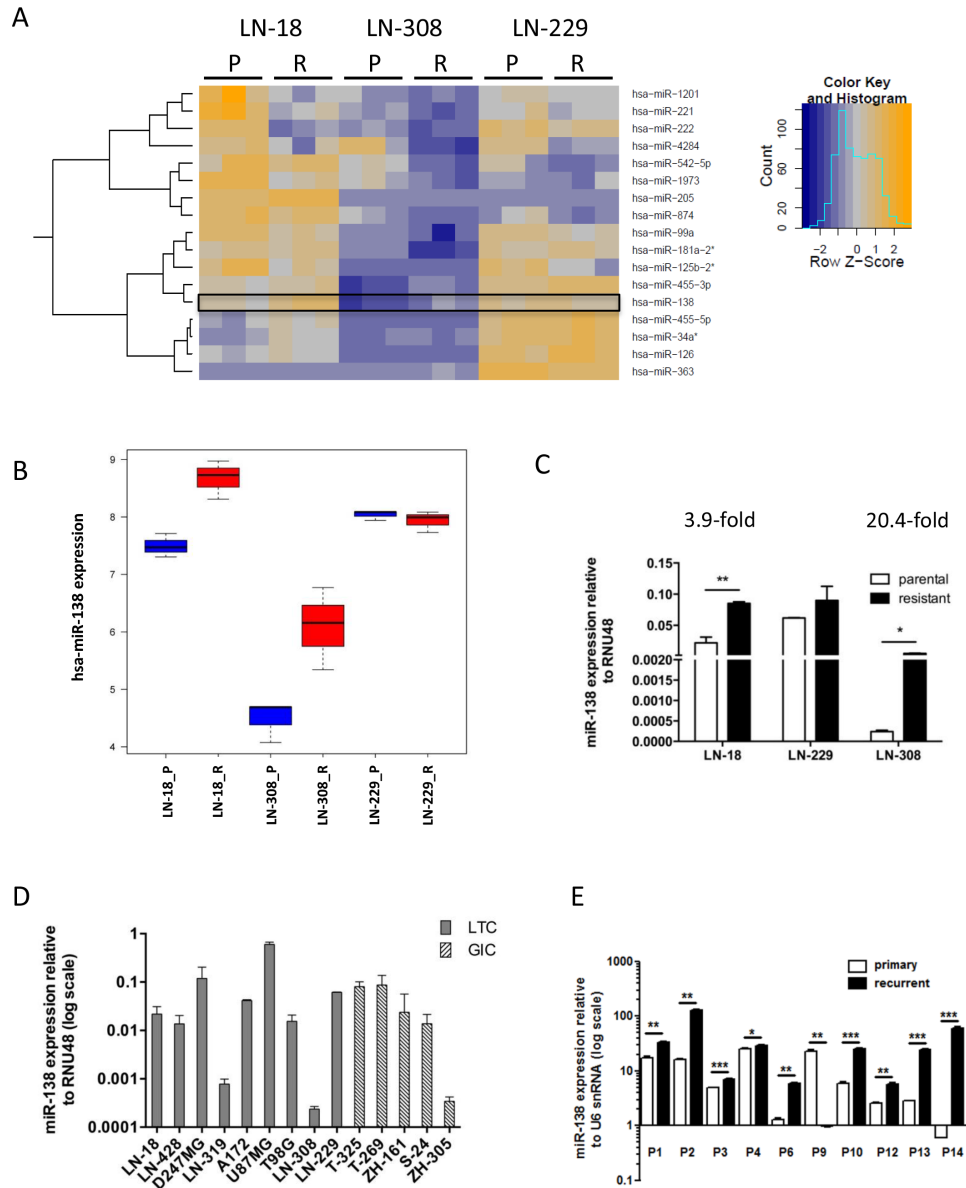 A
LN-18 LN-308 LN-229
P R P R P R
hsa-miR-1201
hsa-miR-221
hsa-miR-222
hsa-miR-4284
hsa-miR-542-5p
hsa-miR-1973
hsa-miR-205
hsa-miR-874
hsa-miR-99a
hsa-miR-181a-2*
hsa-miR-125b-2*
hsa-miR-455-3p
hsa-miR-138
hsa-miR-455-5p
hsa-miR-34a*
hsa-miR-126
hsa-miR-363
Color Key
and Histogram
Count
0 20 60 100
-2 0 1 2
Row Z-Score
B
hsa-miR-138 expression
9
8
7
6
5
4
LN-18_P
LN-18_R
LN-308_P
LN-308_R
LN-229_P
LN-229_R
C
3.9-fold 20.4-fold
miR-138 expression relative
to RNU48
0.15
0.10
0.05
0.0020
0.0015
0.0010
0.0005
0.0000
parental
resistant
**
*
LN-18 LN-229 LN-308
D
miR-138 expression relative
to RNU48 (log scale)
1
0.1
0.01
0.001
0.0001
LTC
GIC
LN-18
LN-428
D247MG
LN-319
A172
U87MG
T98G
LN-308
LN-229
T-325
T-269
ZH-161
S-24
ZH-305
E
miR-138 expression relative
to U6 snRNA (log scale)
1000
100
10
1
0.1
primary
recurrent
** ** *** * ** ** *** ** *** ***
P1 P2 P3 P4 P6 P9 P10 P12 P13 P14